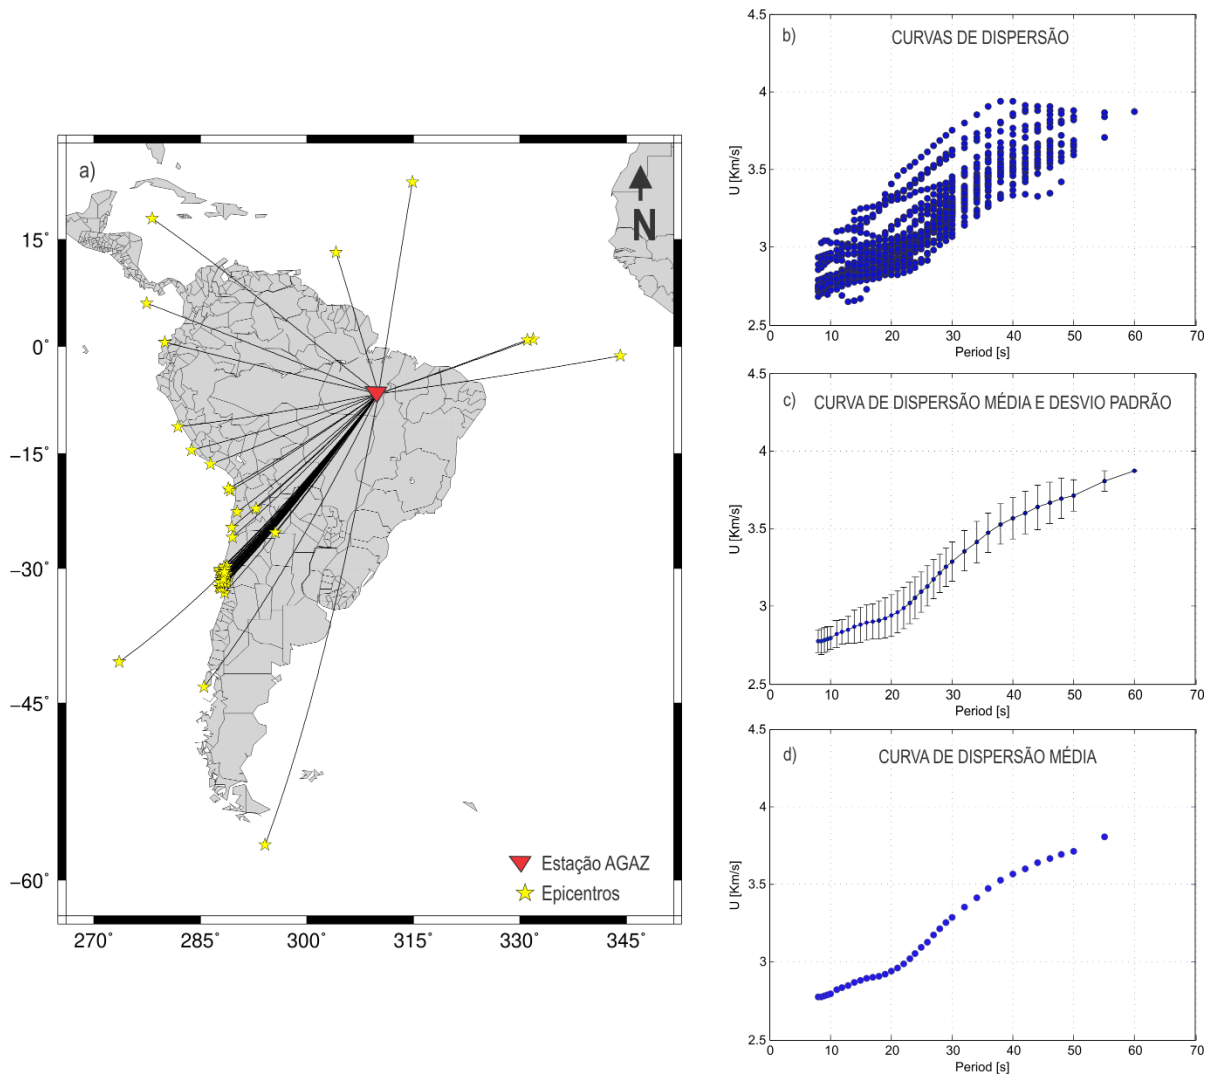 a)
N
15˚
0˚
−15˚
−30˚
−45˚
−60˚
270˚
285˚
300˚
315˚
330˚
345˚
Estação AGAZ
Epicentros
b)
CURVAS DE DISPERSÃO
4.5
4
3.5
3
2.5
U [Km/s]
0 10 20 30 40 50 60 70
Period [s]
c)
CURVA DE DISPERSÃO MÉDIA E DESVIO PADRÃO
4.5
4
3.5
3
2.5
U [Km/s]
0 10 20 30 40 50 60 70
Period [s]
d)
CURVA DE DISPERSÃO MÉDIA
4.5
4
3.5
3
2.5
U [Km/s]
0 10 20 30 40 50 60 70
Period [s]